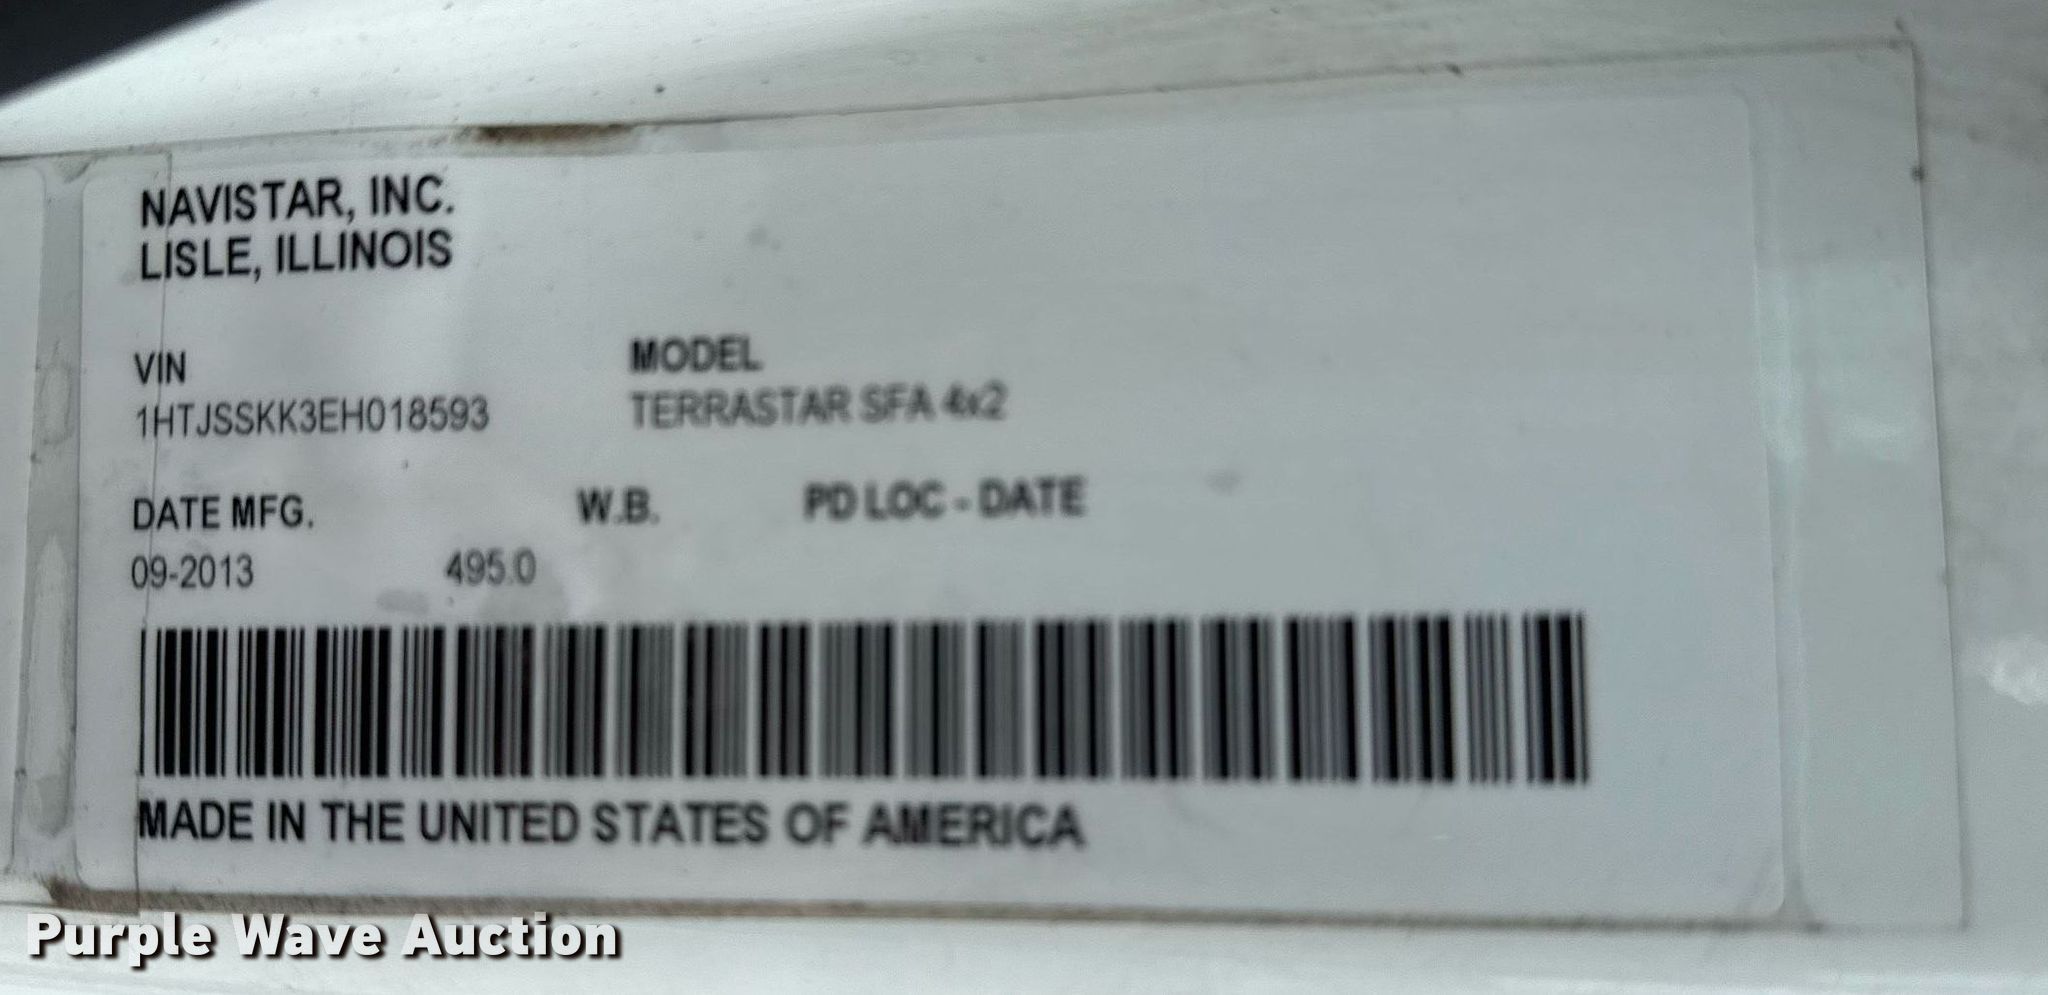 NAVISTAR, INC.
LISLE, ILLINOIS
VIN MODEL
1HTJSSKK3EH018593 TERRASTAR SFA 4x2
DATE MFG. W.B. PD LOC - DATE
09-2013 495.0
MADE IN THE UNITED STATES OF AMERICA
Purple Wave Auction